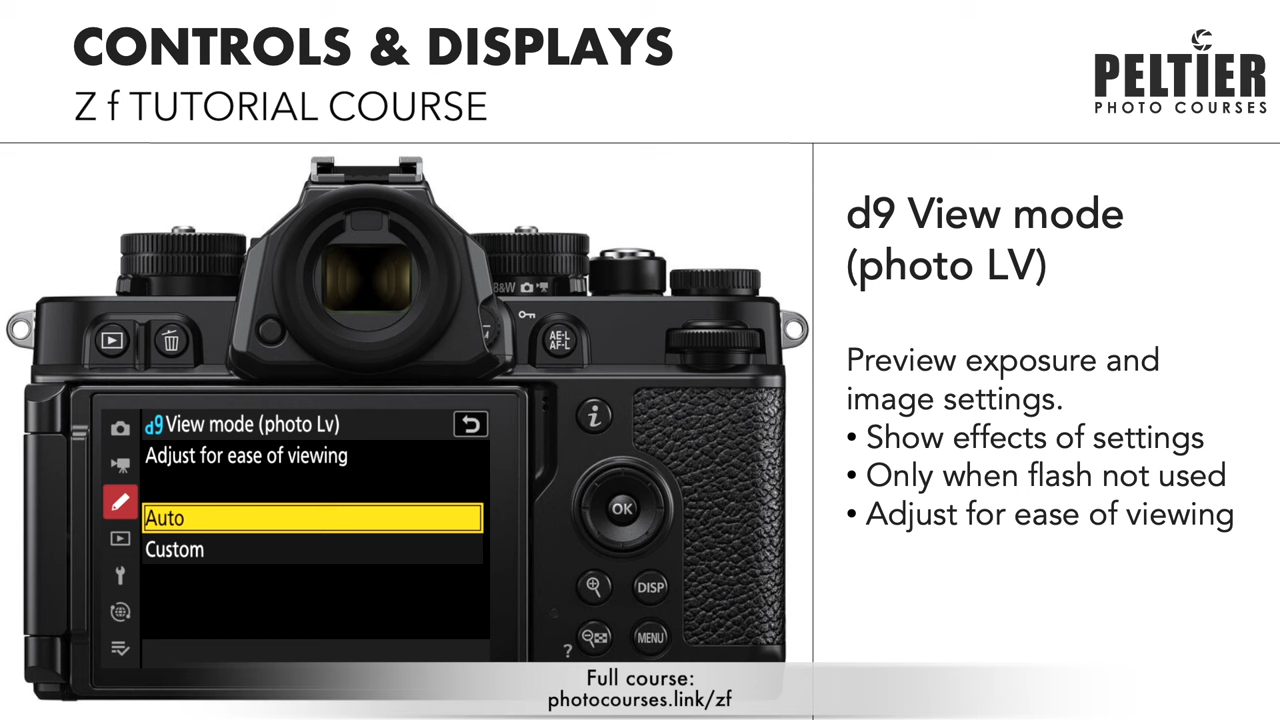 CONTROLS & DISPLAYS
Z f TUTORIAL COURSE
PELTIER
PHOTO COURSES
B&W
AE-L
AF-L
i
OK
DISP
MENU
?
d9 View mode (photo Lv)
Adjust for ease of viewing
Auto
Custom
d9 View mode
(photo LV)
Preview exposure and
image settings.
• Show effects of settings
• Only when flash not used
• Adjust for ease of viewing
Full course:
photocourses.link/zf